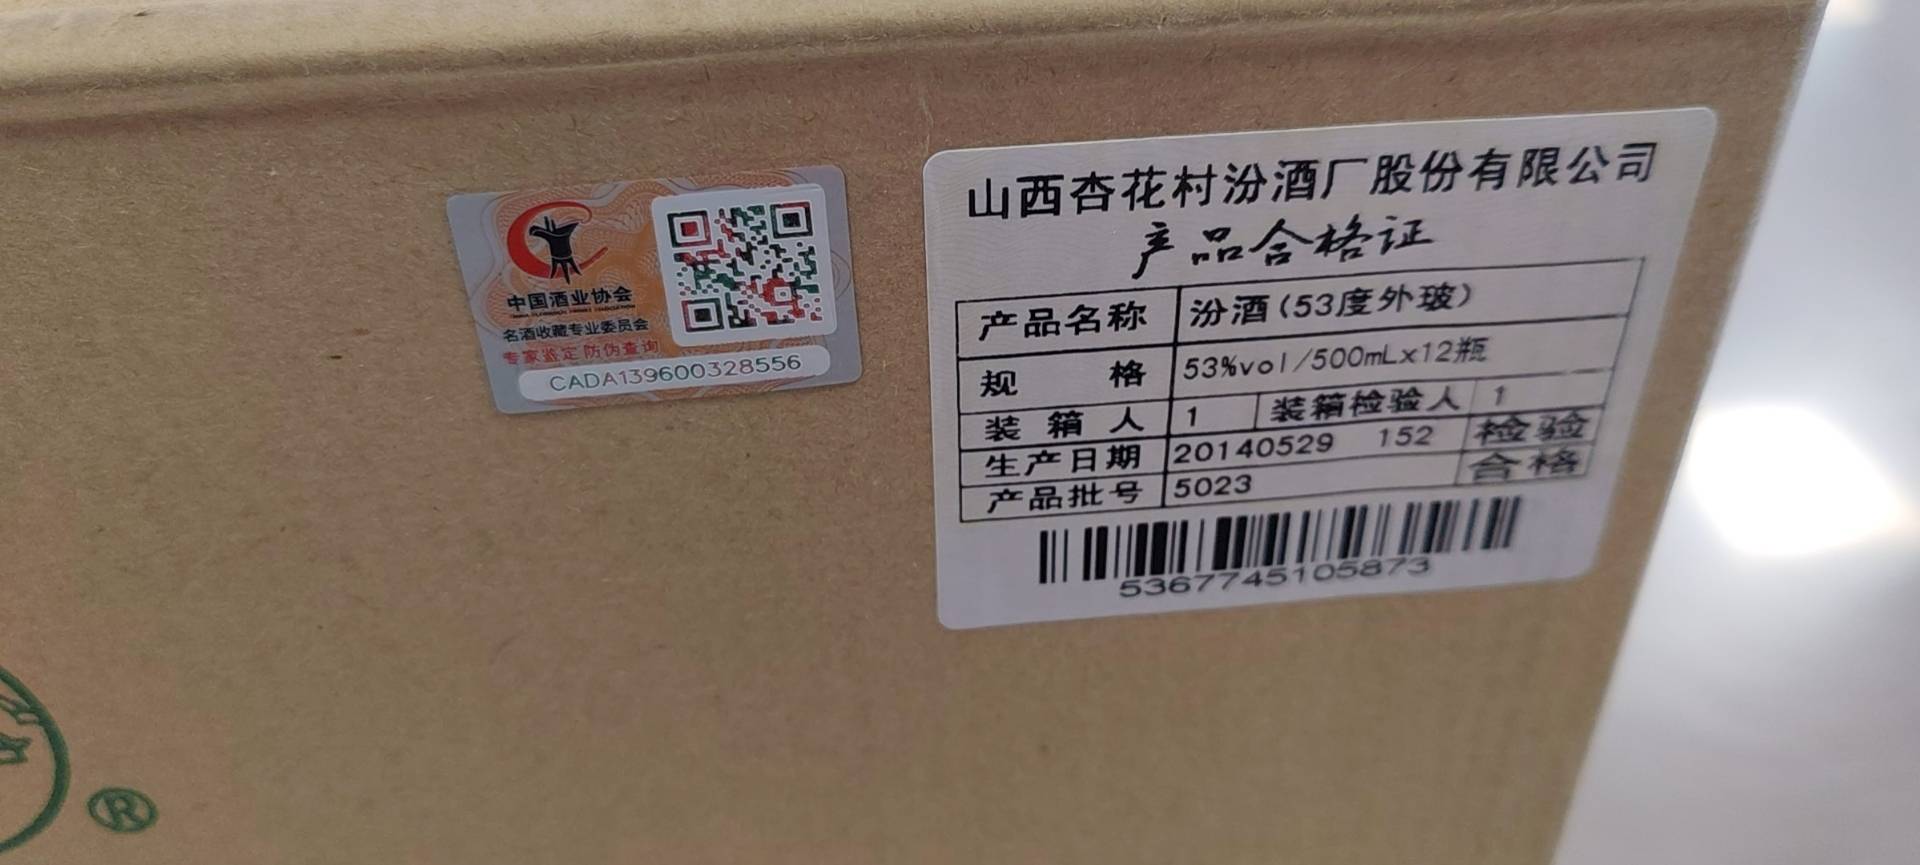 中国酒业协会
名酒收藏专业委员会
专家鉴定 防伪查询
CADA139600328556
山西杏花村汾酒厂股份有限公司
产品合格证
产品名称 汾酒(53度外玻)
规格 53%vol/500mLx12瓶
装箱人 1 装箱检验人 1
生产日期 20140529 152 检验
产品批号 5023 合格
5367745105873
®